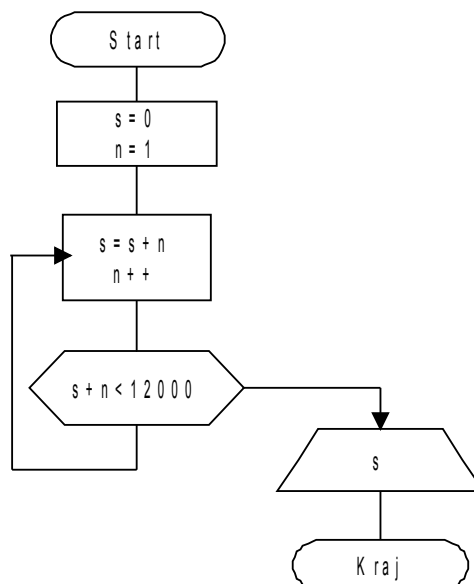 Start
s=0
n=1
s=s+n
n++
s+n<12000
s
Kraj